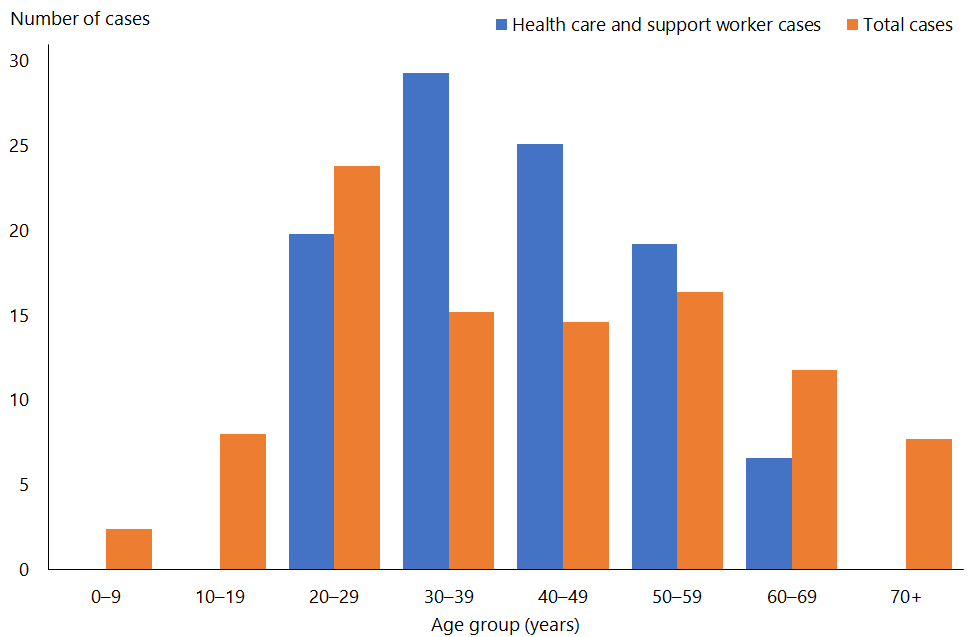 Number of cases
Health care and support worker cases Total cases
30
25
20
15
10
5
0
0–9 10–19 20–29 30–39 40–49 50–59 60–69 70+
Age group (years)